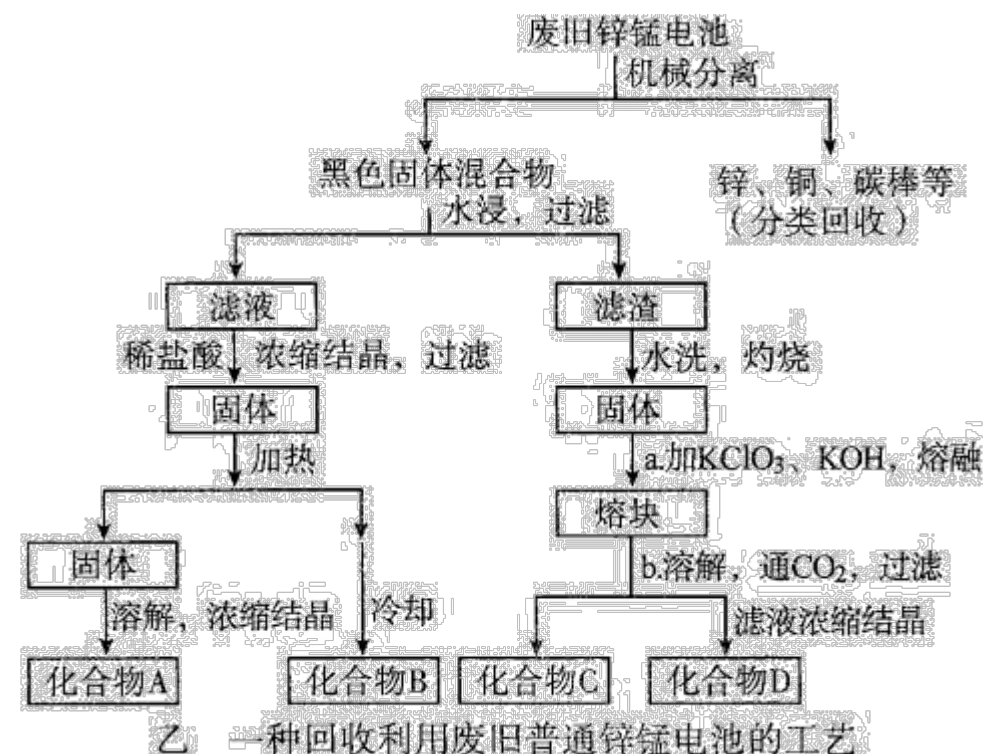 废旧锌锰电池
机械分离
黑色固体混合物
锌、铜、碳棒等
（分类回收）
水浸，过滤
滤液
滤渣
稀盐酸
浓缩结晶，过滤
水洗，灼烧
固体
固体
加热
a.加KClO₃、KOH，熔融
熔块
固体
b.溶解，通CO₂，过滤
溶解，浓缩结晶
冷却
滤液浓缩结晶
化合物A
化合物B
化合物C
化合物D
乙 一种回收利用废旧普通锌锰电池的工艺